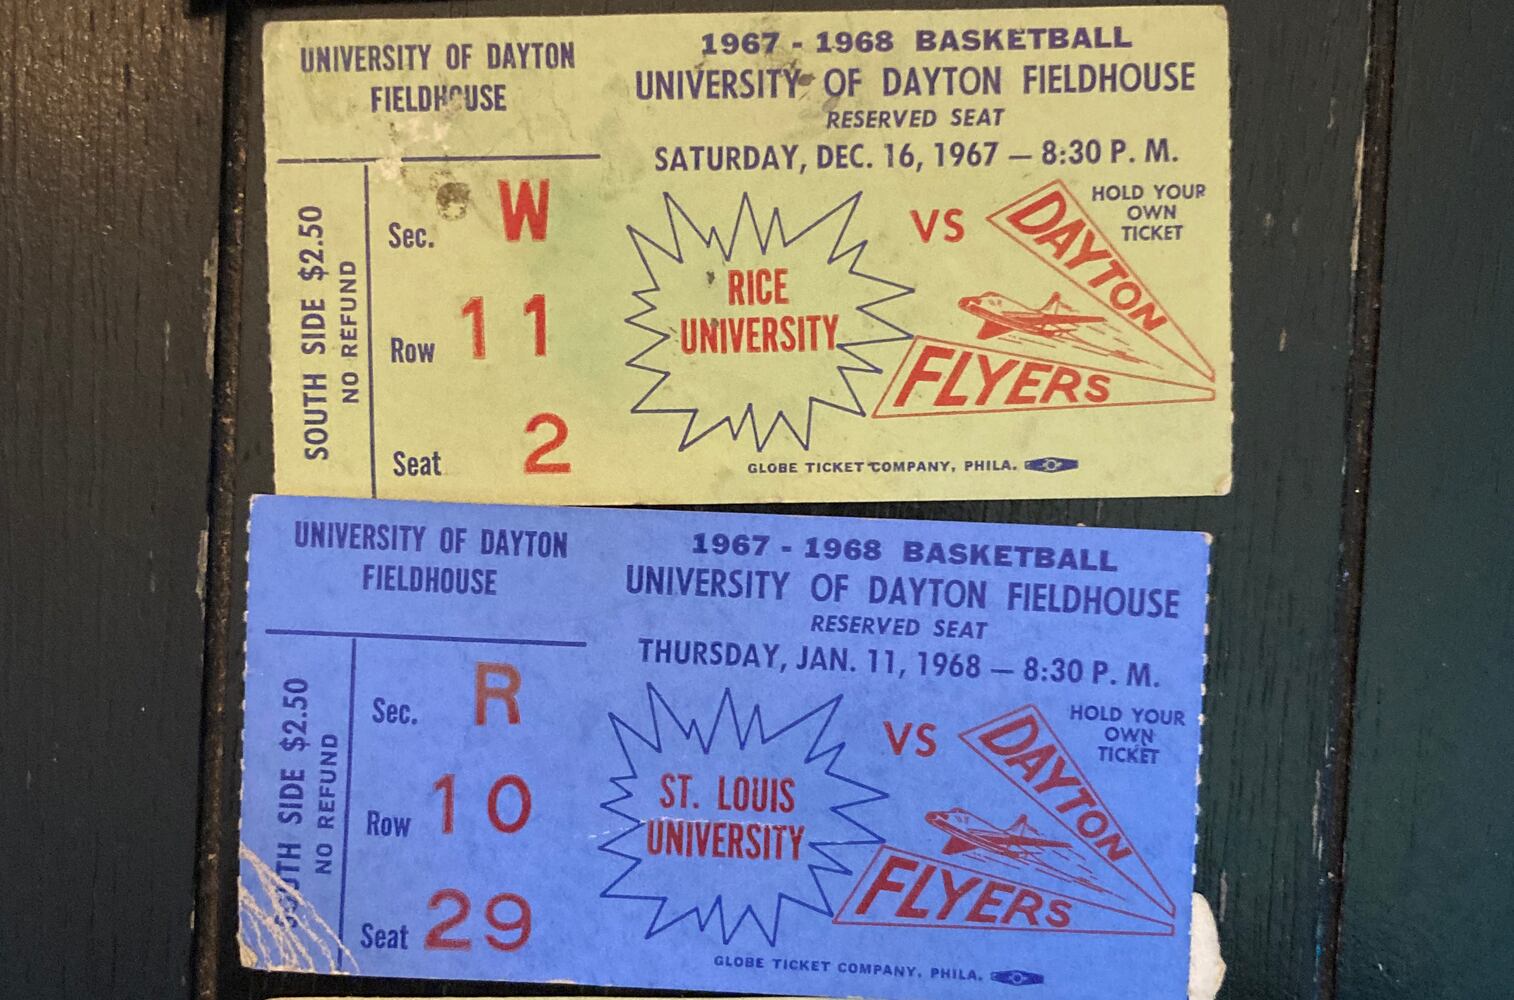 UNIVERSITY OF DAYTON
FIELDHOUSE
SOUTH SIDE $2.50
NO REFUND
Sec. W
Row 11
Seat 2
1967 - 1968 BASKETBALL
UNIVERSITY OF DAYTON FIELDHOUSE
RESERVED SEAT
SATURDAY, DEC. 16, 1967 — 8:30 P. M.
RICE
UNIVERSITY
VS
DAYTON
FLYERS
HOLD YOUR
OWN
TICKET
GLOBE TICKET COMPANY, PHILA.
UNIVERSITY OF DAYTON
FIELDHOUSE
SOUTH SIDE $2.50
NO REFUND
Sec. R
Row 10
Seat 29
1967 - 1968 BASKETBALL
UNIVERSITY OF DAYTON FIELDHOUSE
RESERVED SEAT
THURSDAY, JAN. 11, 1968 — 8:30 P. M.
ST. LOUIS
UNIVERSITY
VS
DAYTON
FLYERS
HOLD YOUR
OWN
TICKET
GLOBE TICKET COMPANY, PHILA.